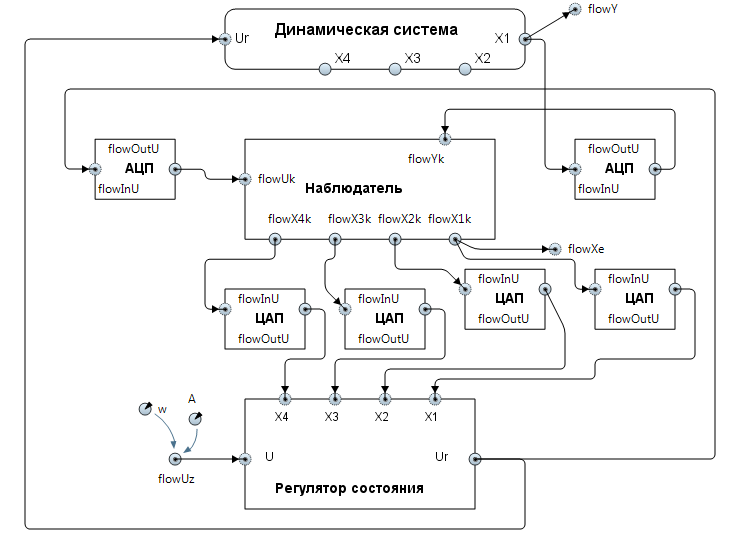 flowY
Динамическая система
Ur
X1
X4
X3
X2
flowOutU
АЦП
flowInU
flowYk
flowUk
Наблюдатель
flowX4k
flowX3k
flowX2k
flowX1k
flowOutU
АЦП
flowInU
flowXe
flowInU
ЦАП
flowOutU
flowInU
ЦАП
flowOutU
flowInU
ЦАП
flowOutU
flowInU
ЦАП
flowOutU
w
A
flowUz
X4
X3
X2
X1
U
Ur
Регулятор состояния